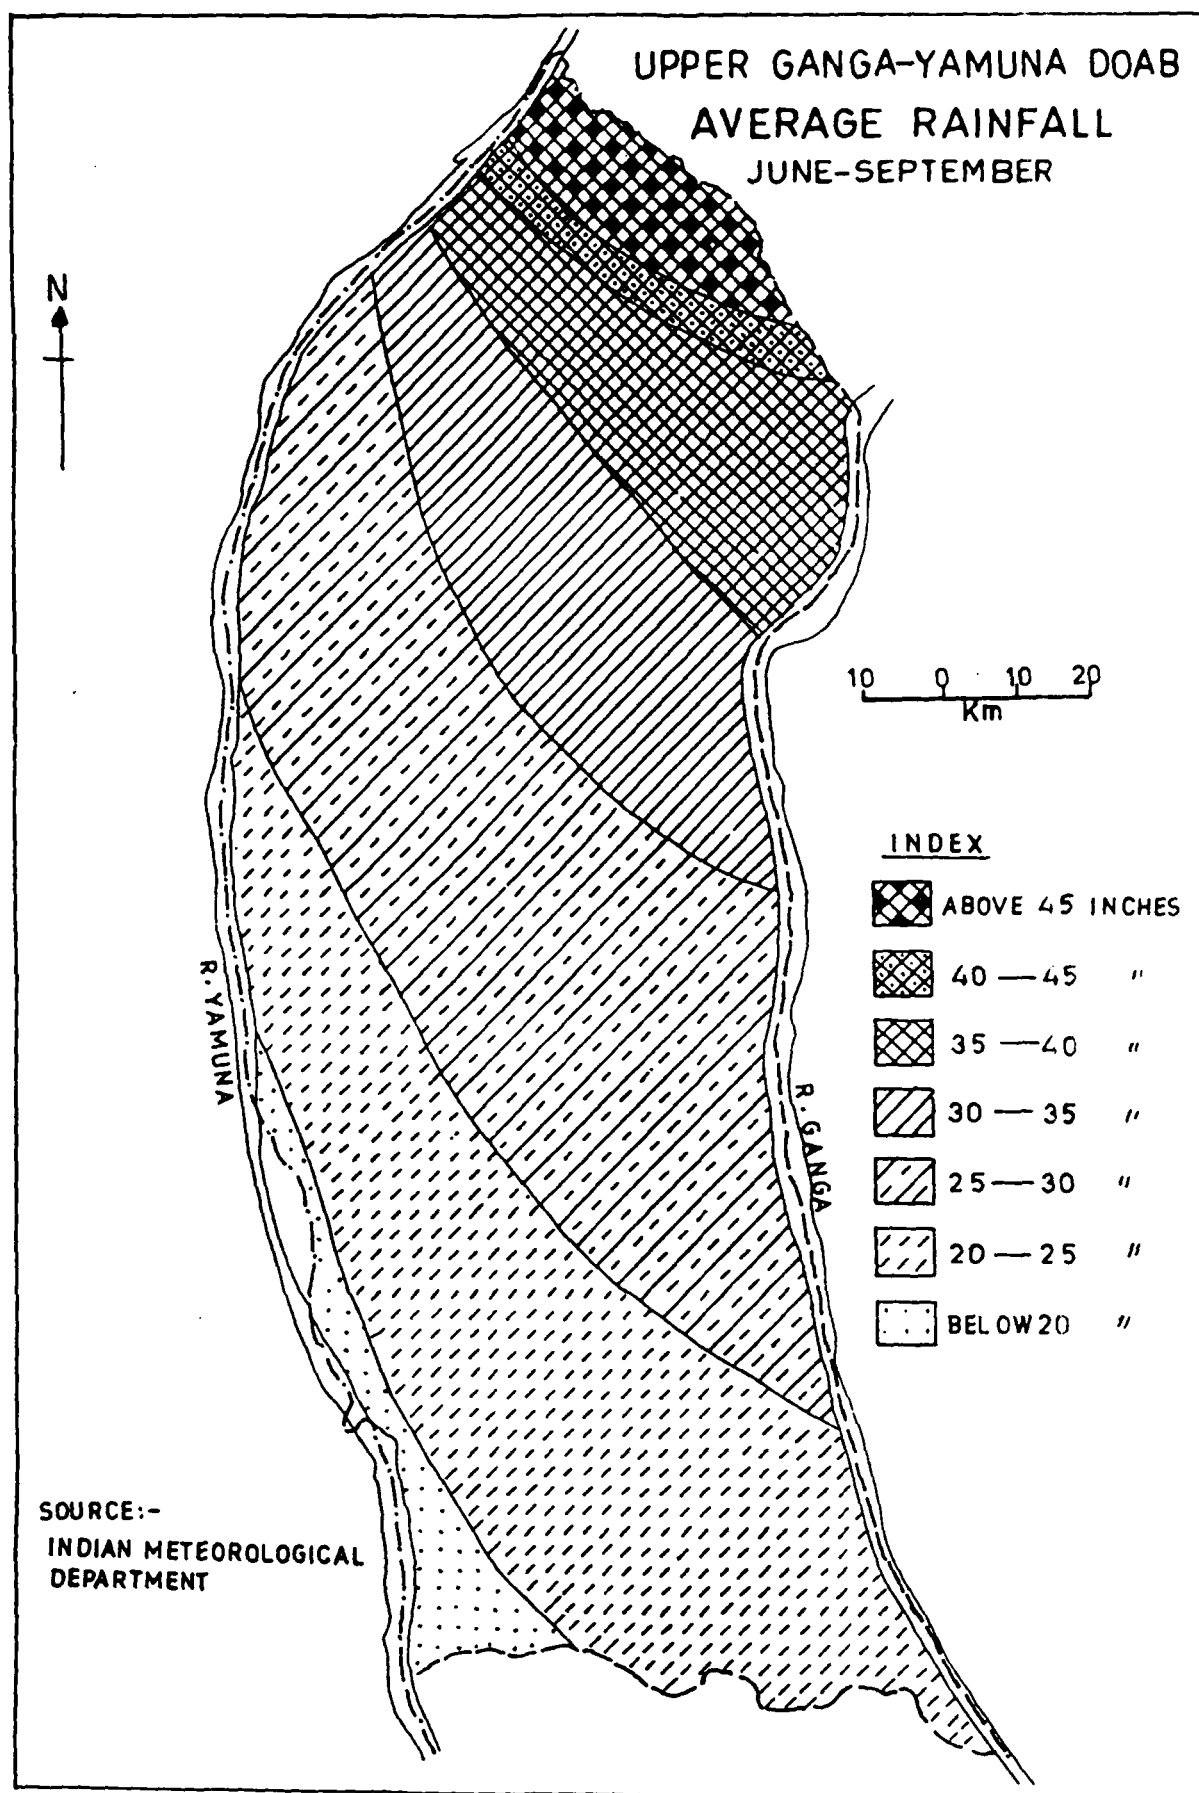 UPPER GANGA-YAMUNA DOAB
AVERAGE RAINFALL
JUNE-SEPTEMBER
N
10 0 10 20
Km
INDEX
ABOVE 45 INCHES
40 — 45 "
35 — 40 "
30 — 35 "
25 — 30 "
20 — 25 "
BELOW 20 "
R. YAMUNA
R. GANGA
SOURCE:-
INDIAN METEOROLOGICAL
DEPARTMENT